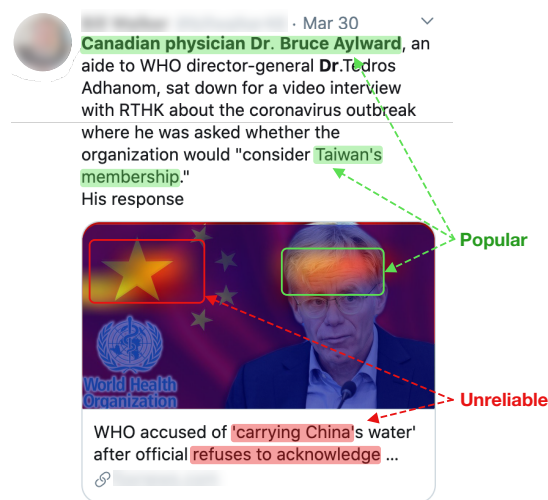 · Mar 30
Canadian physician Dr. Bruce Aylward, an
aide to WHO director-general Dr.Tedros
Adhanom, sat down for a video interview
with RTHK about the coronavirus outbreak
where he was asked whether the
organization would "consider Taiwan's
membership."
His response
Popular
World Health
Organization
Unreliable
WHO accused of 'carrying China's water'
after official refuses to acknowledge ...